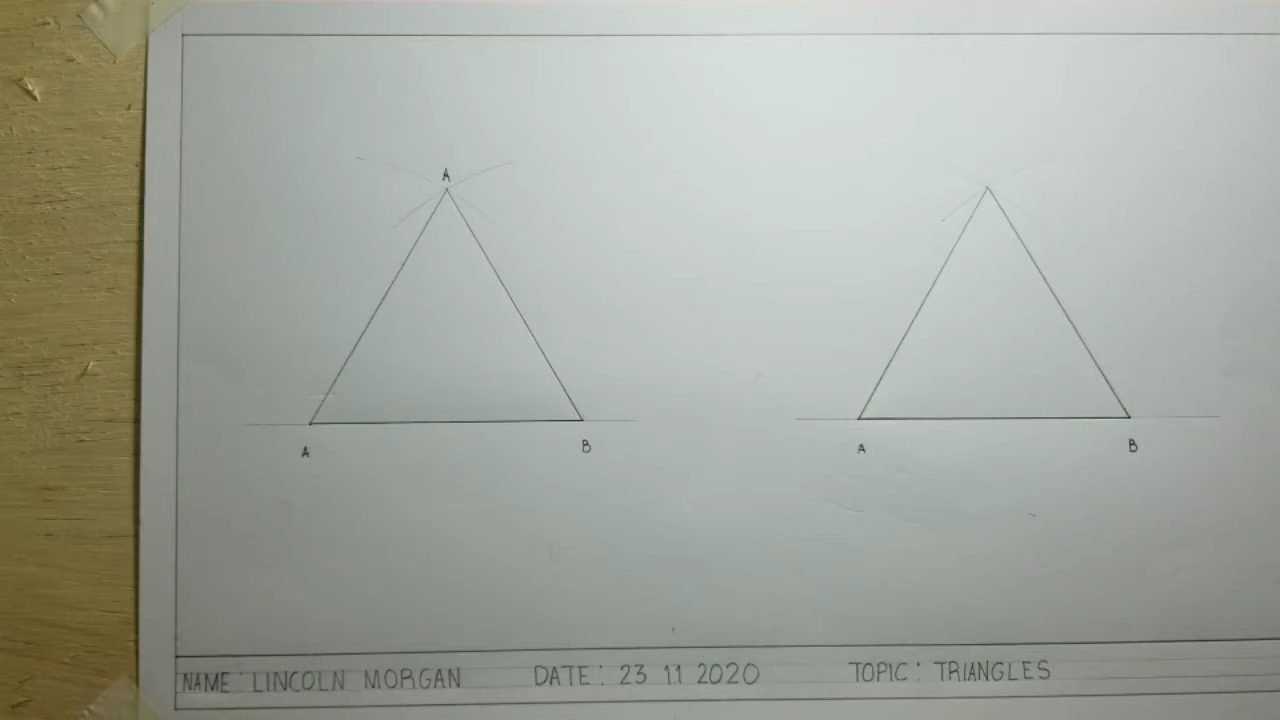 A
A B
A B
NAME: LINCOLN MORGAN DATE: 23 11 2020 TOPIC: TRIANGLES